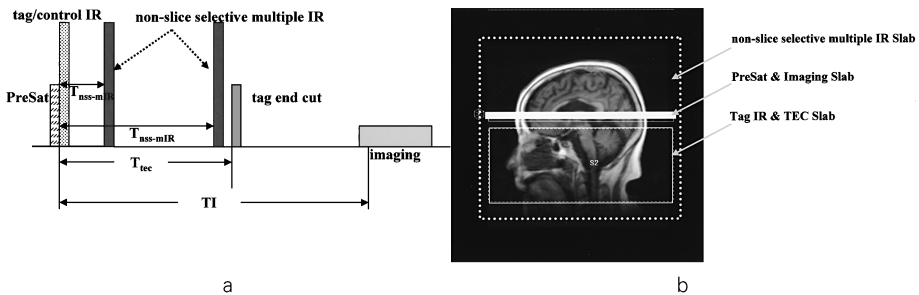 tag/control IR
non-slice selective multiple IR
PreSat
Tnss-mIR
tag end cut
Tnss-mIR
Ttec
imaging
TI
a
non-slice selective multiple IR Slab
PreSat & Imaging Slab
Tag IR & TEC Slab
S2
b